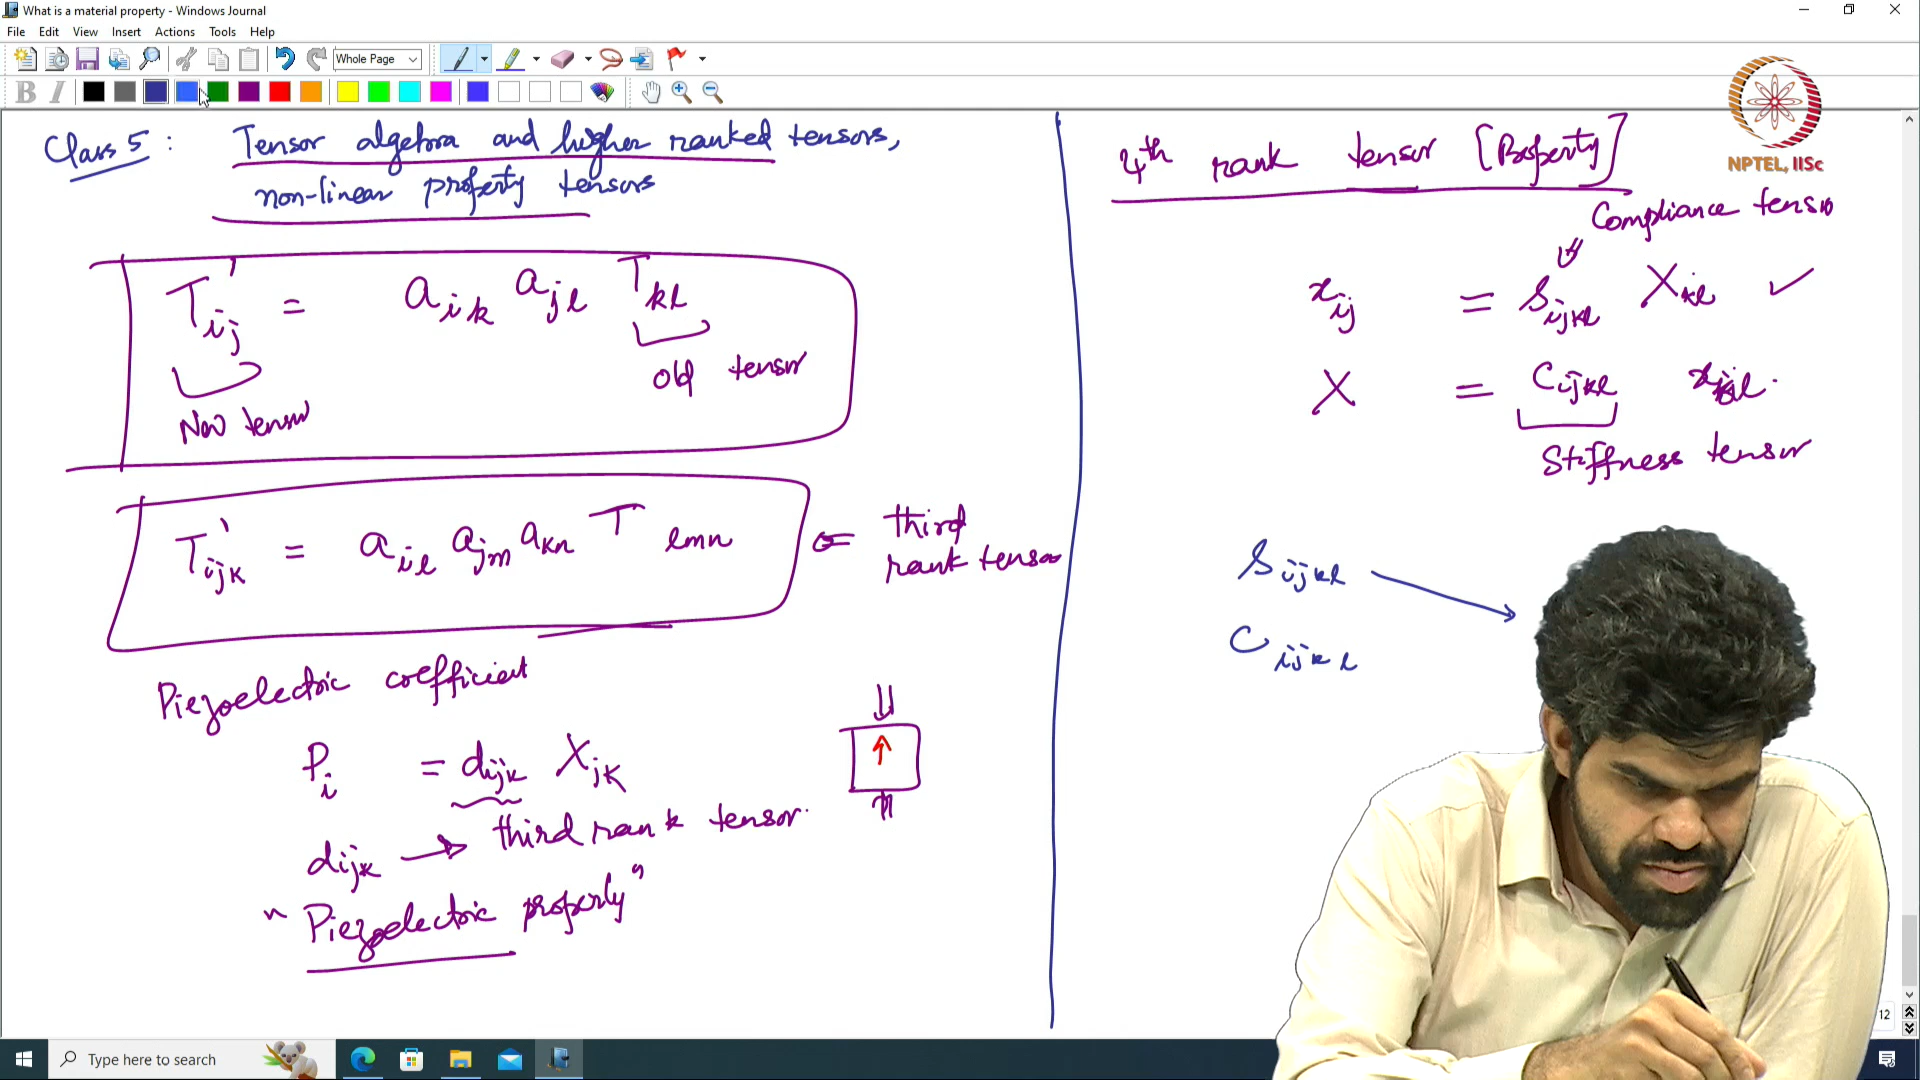 What is a material property - Windows Journal
File Edit View Insert Actions Tools Help
Whole Page
B I
NPTEL, IISc
Class 5 : Tensor algebra and higher ranked tensors,
non-linear property tensors
T'ij = aik ajl Tkl
New tensor
old tensor
T'ijk = ail ajm akn T lmn ⇐ third
rank tensor
Piezoelectric coefficient
Pi = dijk Xjk
dijk → third rank tensor.
"Piezoelectric property"
4th rank tensor [Property]
Compliance tenso
xij = sijkl Xkl ✓
X = Cijkl
Stiffness tensor
sijkl →
Cijkl
12
Type here to search